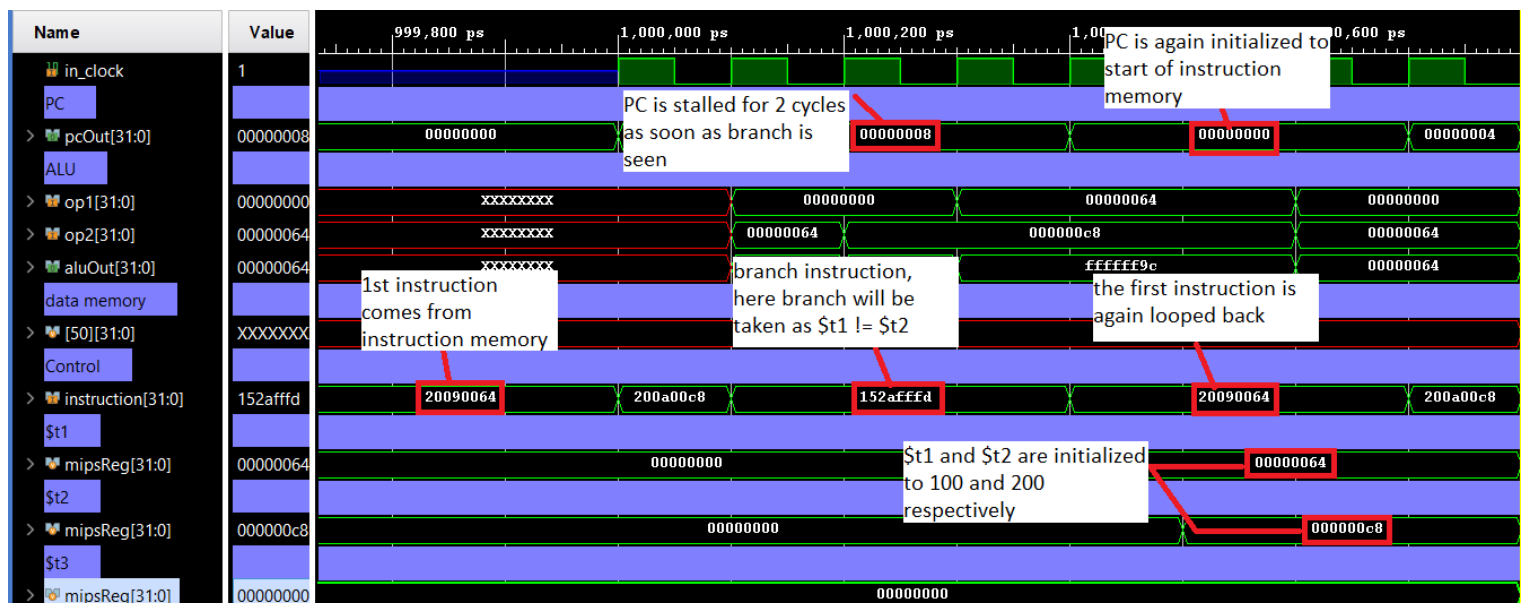 Name
Value
999,800 ps
1,000,000 ps
1,000,200 ps
1,00
0,600 ps
PC is again initialized to
start of instruction
memory
in_clock
1
PC
PC is stalled for 2 cycles
as soon as branch is
seen
pcOut[31:0]
00000008
00000000
00000008
00000000
00000004
ALU
op1[31:0]
00000000
XXXXXXXX
00000000
00000064
00000000
op2[31:0]
00000064
XXXXXXXX
00000064
000000c8
00000064
aluOut[31:0]
00000064
XXXXXXXX
ffffff9c
00000064
1st instruction
comes from
instruction memory
branch instruction,
here branch will be
taken as $t1 != $t2
the first instruction is
again looped back
data memory
[50][31:0]
XXXXXXX
Control
instruction[31:0]
152afffd
20090064
200a00c8
152afffd
20090064
200a00c8
$t1
mipsReg[31:0]
00000064
00000000
00000064
$t1 and $t2 are initialized
to 100 and 200
respectively
$t2
mipsReg[31:0]
000000c8
00000000
000000c8
$t3
mipsReg[31:0]
00000000
00000000